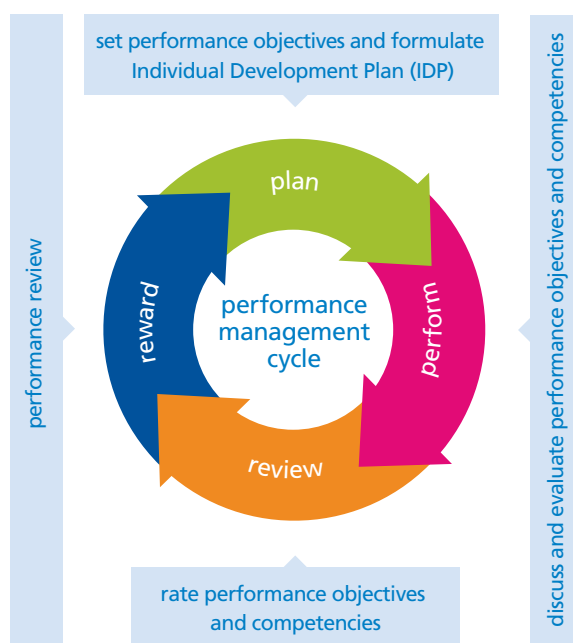 set performance objectives and formulate
Individual Development Plan (IDP)
plan
perform
review
reward
performance
management
cycle
discuss and evaluate performance objectives and competencies
rate performance objectives
and competencies
performance review